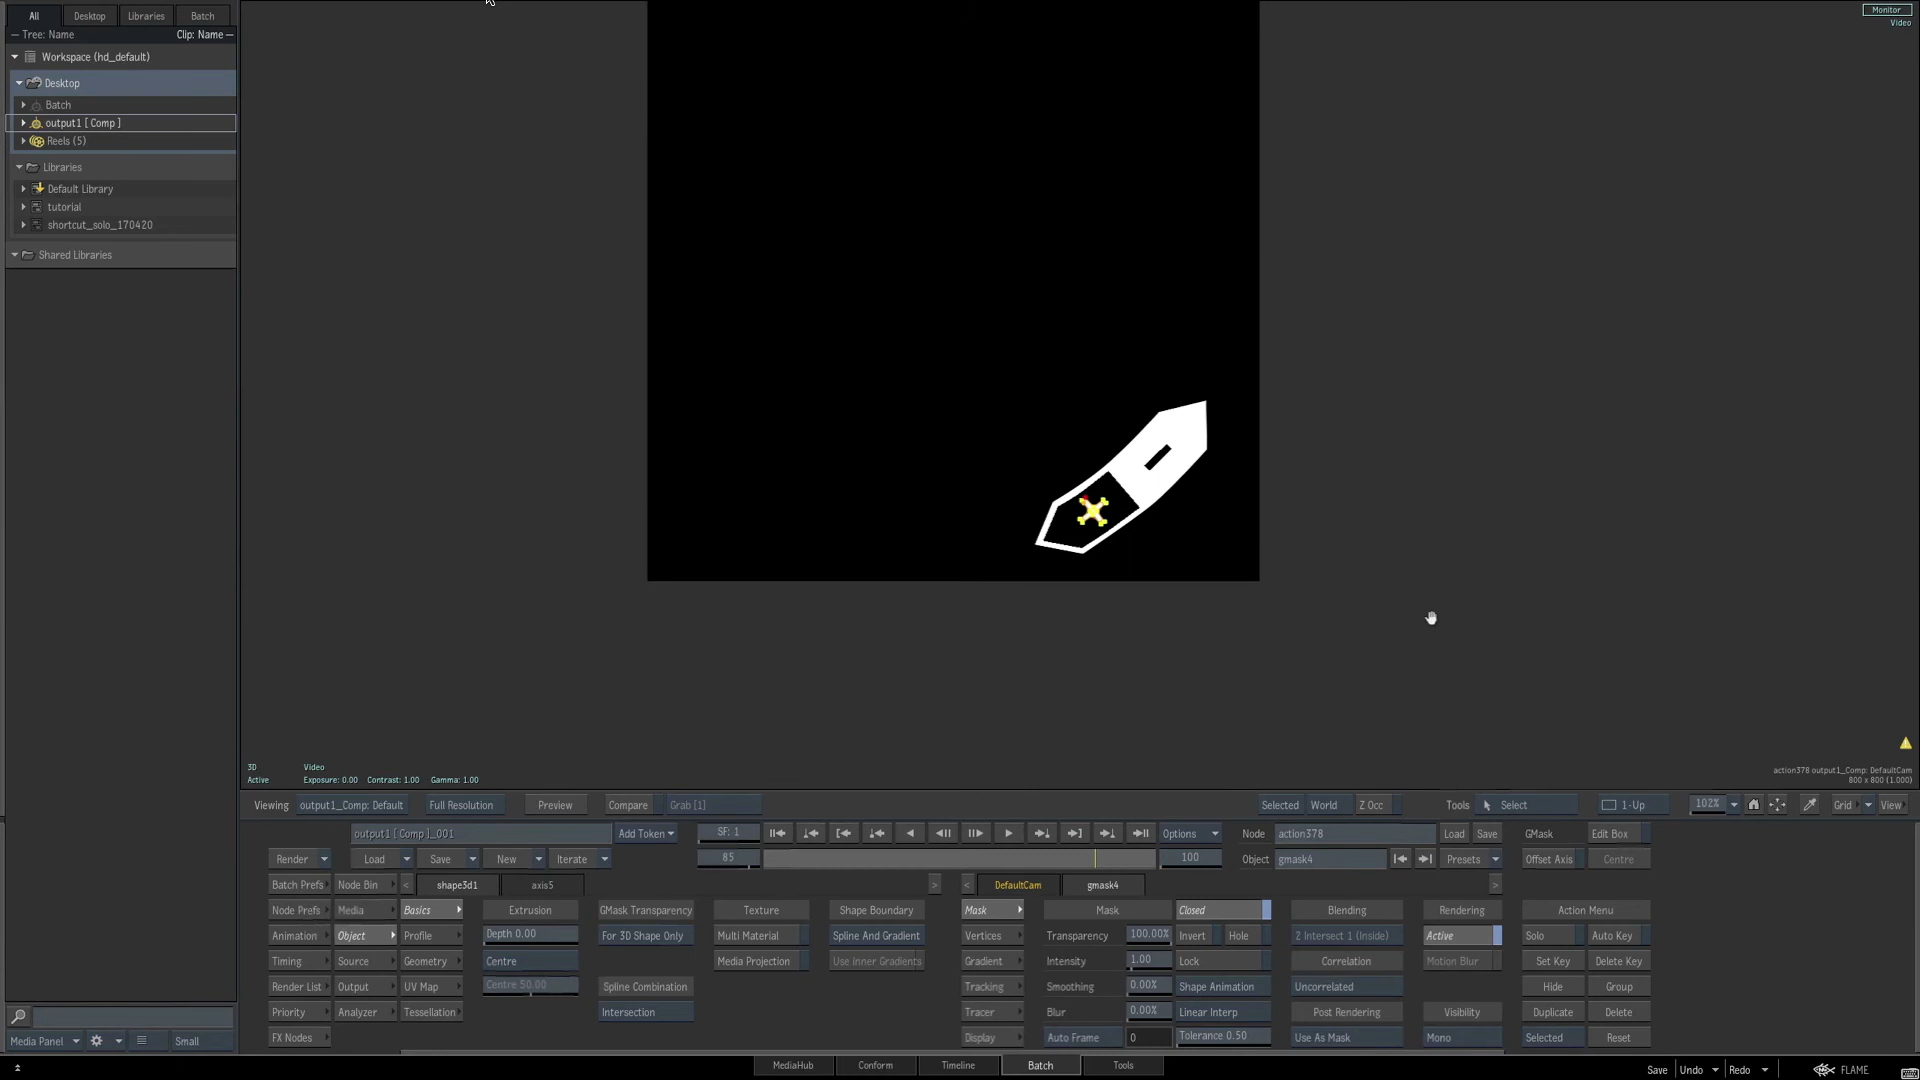 All Desktop Libraries Batch
Tree: Name Clip: Name
Workspace (hd_default)
Desktop
Batch
output1 [ Comp ]
Reels (5)
Libraries
Default Library
tutorial
shortcut_solo_170420
Shared Libraries
Monitor
Video
3D Video
Active Exposure: 0.00 Contrast: 1.00 Gamma: 1.00
action378 output1_Comp: DefaultCam
800 x 800 (1.000)
Viewing output1_Comp: Default Full Resolution Preview Compare Grab [1] Selected World Z Occ Tools Select 1-Up 102% Grid View
output1 [ Comp ]_001 Add Token SF: 1 Options Node action378 Load Save GMask Edit Box
Render Load Save New Iterate 85 100 Object gmask4 Presets Offset Axis Centre
Batch Prefs Node Bin < shape3d1 axis5 > < DefaultCam gmask4 >
Node Prefs Media Basics Extrusion GMask Transparency Texture Shape Boundary Mask Mask Closed Blending Rendering Action Menu
Animation Object Profile Depth 0.00 For 3D Shape Only Multi Material Spline And Gradient Vertices Transparency 100.00% Invert Hole 2 Intersect 1 (Inside) Active Solo Auto Key
Timing Source Geometry Centre Media Projection Use Inner Gradients Gradient Intensity 1.00 Lock Correlation Motion Blur Set Key Delete Key
Render List Output UV Map Centre 50.00 Spline Combination Tracking Smoothing 0.00% Shape Animation Uncorrelated Hide Group
Priority Analyzer Tessellation Intersection Tracer Blur 0.00% Linear Interp Post Rendering Visibility Duplicate Delete
FX Nodes Display Auto Frame 0 Tolerance 0.50 Use As Mask Mono Selected Reset
Media Panel Small
MediaHub Conform Timeline Batch Tools
Save Undo Redo FLAME